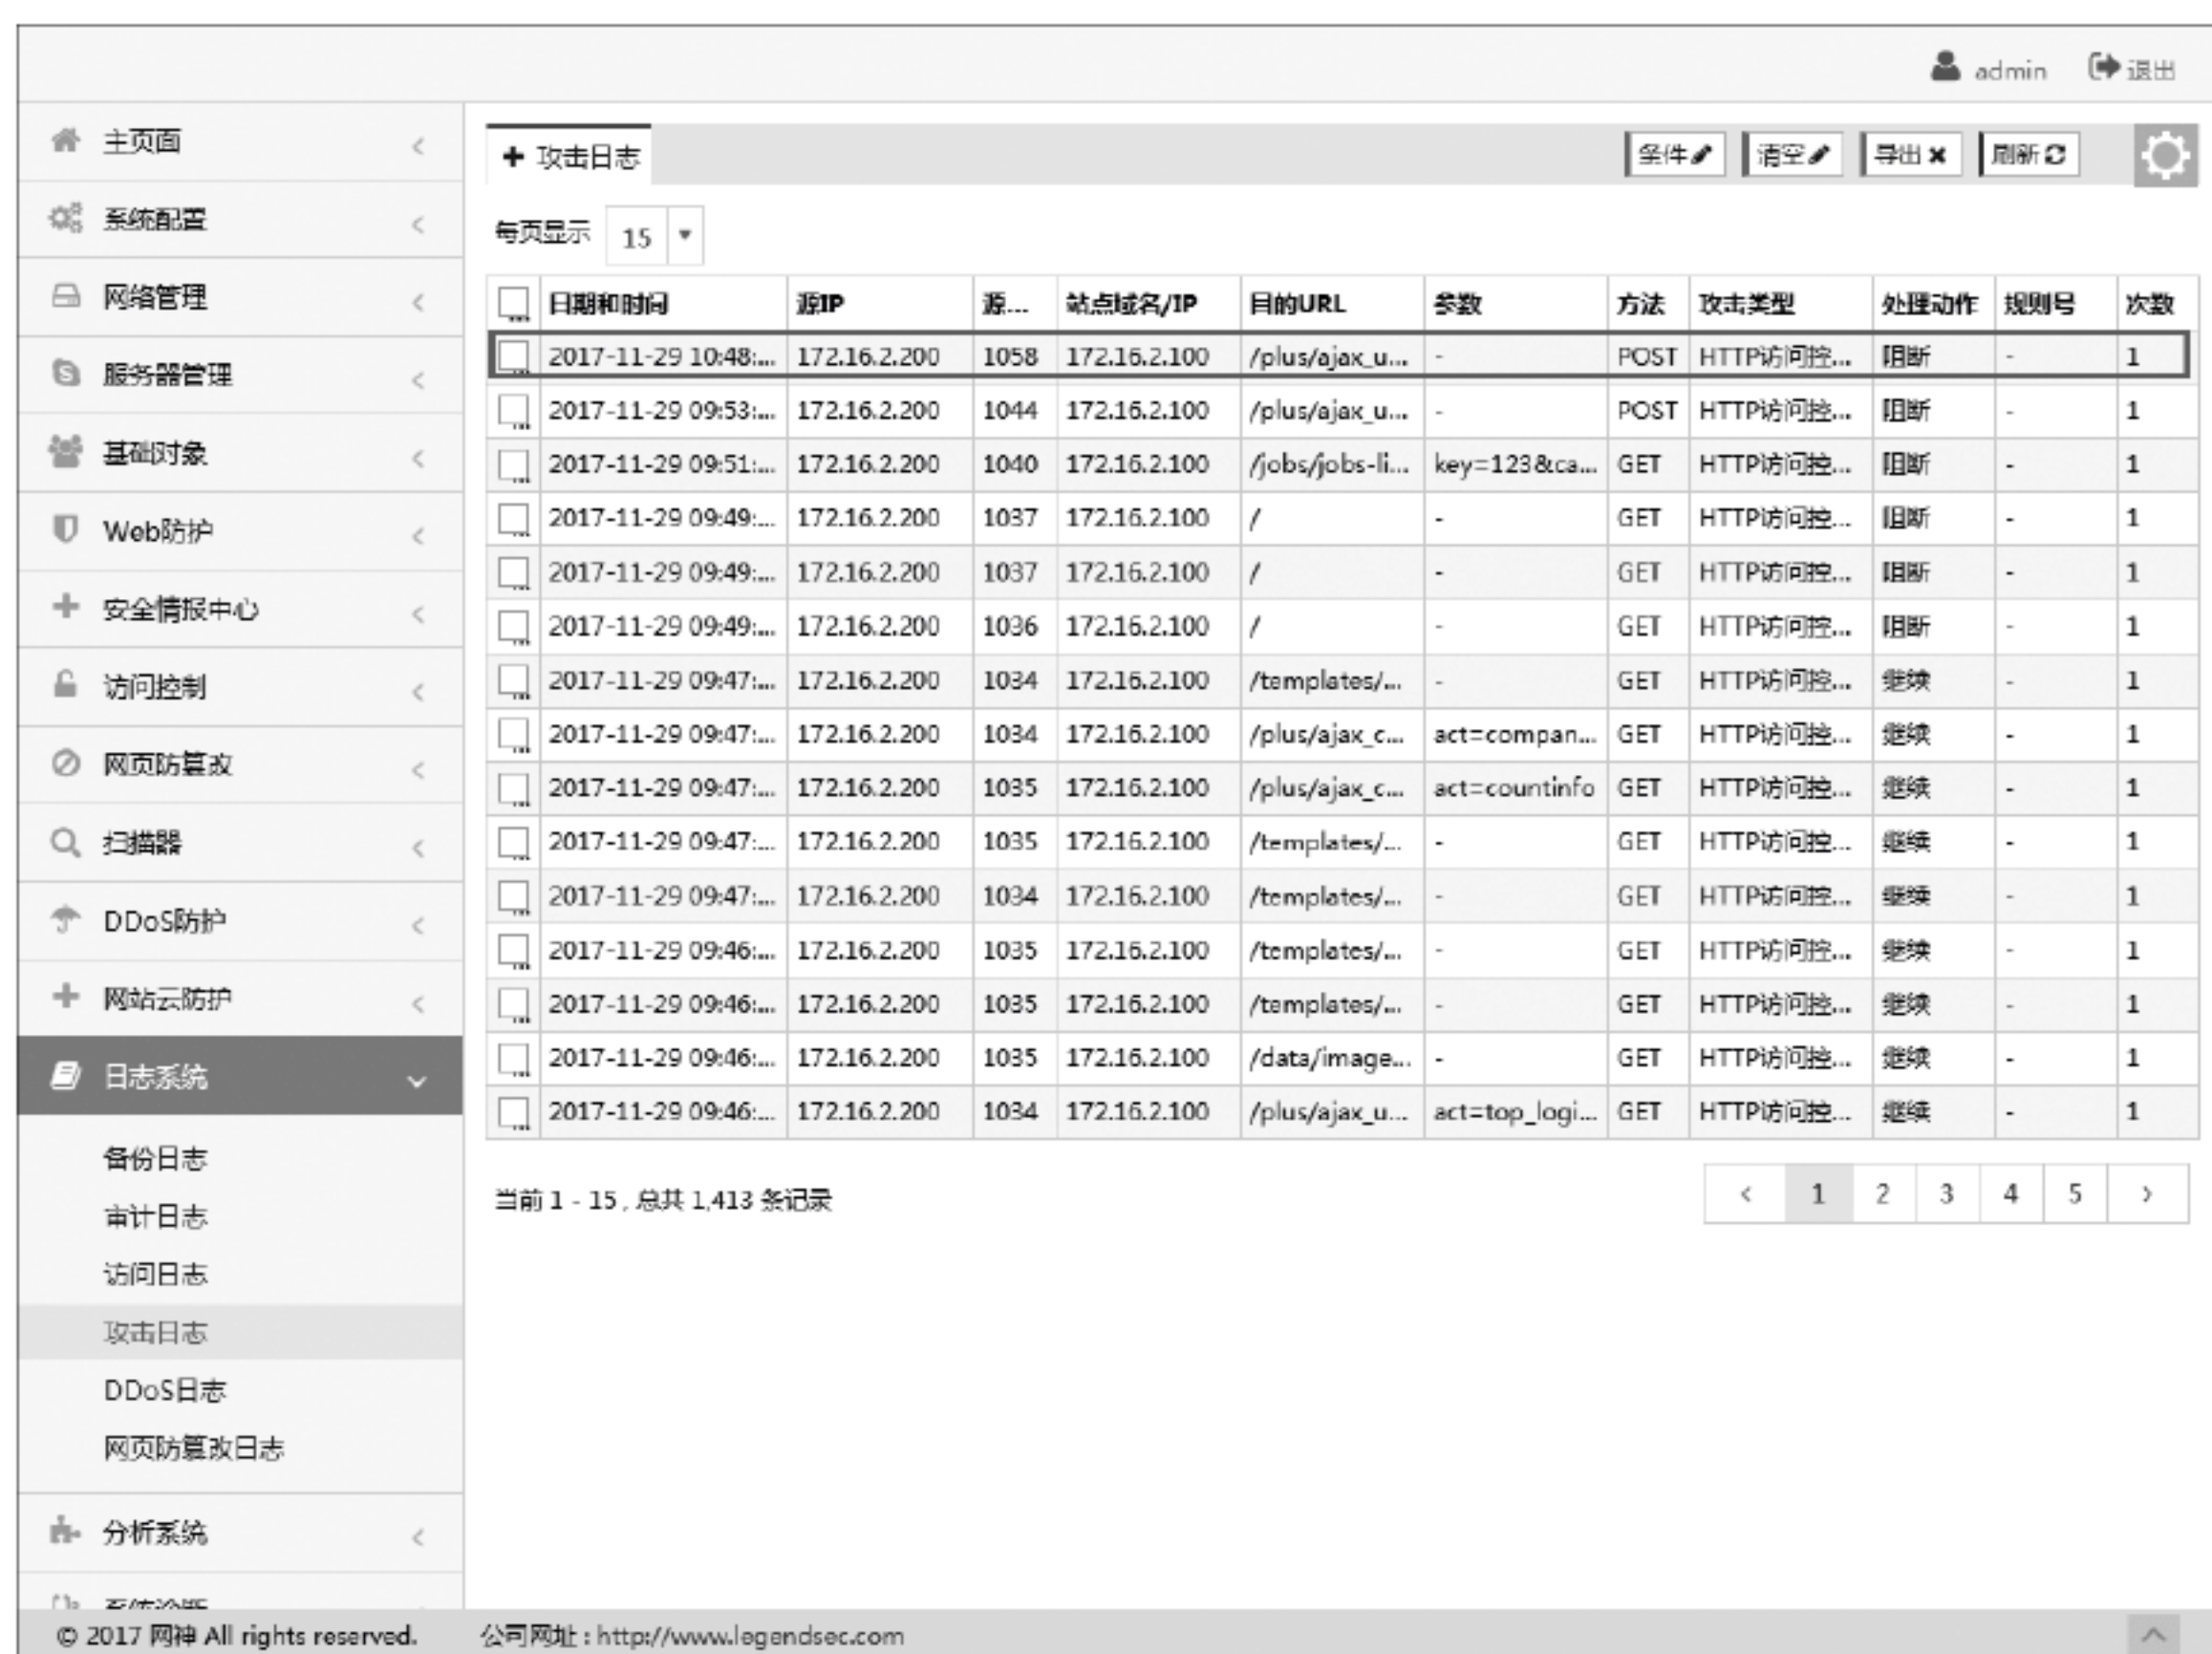 admin 退出
主页面
系统配置
网络管理
服务器管理
基础对象
Web防护
安全情报中心
访问控制
网页防篡改
扫描器
DDoS防护
网站云防护
日志系统
备份日志
审计日志
访问日志
攻击日志
DDoS日志
网页防篡改日志
分析系统
系统诊断
攻击日志 条件 清空 导出 刷新
每页显示 15
日期和时间 源IP 源... 站点域名/IP 目的URL 参数 方法 攻击类型 处理动作 规则号 次数
2017-11-29 10:48:... 172.16.2.200 1058 172.16.2.100 /plus/ajax_u... - POST HTTP访问控... 阻断 - 1
2017-11-29 09:53:... 172.16.2.200 1044 172.16.2.100 /plus/ajax_u... - POST HTTP访问控... 阻断 - 1
2017-11-29 09:51:... 172.16.2.200 1040 172.16.2.100 /jobs/jobs-li... key=123&ca... GET HTTP访问控... 阻断 - 1
2017-11-29 09:49:... 172.16.2.200 1037 172.16.2.100 / - GET HTTP访问控... 阻断 - 1
2017-11-29 09:49:... 172.16.2.200 1037 172.16.2.100 / - GET HTTP访问控... 阻断 - 1
2017-11-29 09:49:... 172.16.2.200 1036 172.16.2.100 / - GET HTTP访问控... 阻断 - 1
2017-11-29 09:47:... 172.16.2.200 1034 172.16.2.100 /templates/... - GET HTTP访问控... 继续 - 1
2017-11-29 09:47:... 172.16.2.200 1034 172.16.2.100 /plus/ajax_c... act=compan... GET HTTP访问控... 继续 - 1
2017-11-29 09:47:... 172.16.2.200 1035 172.16.2.100 /plus/ajax_c... act=countinfo GET HTTP访问控... 继续 - 1
2017-11-29 09:47:... 172.16.2.200 1035 172.16.2.100 /templates/... - GET HTTP访问控... 继续 - 1
2017-11-29 09:47:... 172.16.2.200 1034 172.16.2.100 /templates/... - GET HTTP访问控... 继续 - 1
2017-11-29 09:46:... 172.16.2.200 1035 172.16.2.100 /templates/... - GET HTTP访问控... 继续 - 1
2017-11-29 09:46:... 172.16.2.200 1035 172.16.2.100 /templates/... - GET HTTP访问控... 继续 - 1
2017-11-29 09:46:... 172.16.2.200 1035 172.16.2.100 /data/image... - GET HTTP访问控... 继续 - 1
2017-11-29 09:46:... 172.16.2.200 1034 172.16.2.100 /plus/ajax_u... act=top_logi... GET HTTP访问控... 继续 - 1
当前 1 - 15 , 总共 1,413 条记录 < 1 2 3 4 5 >
© 2017 网神 All rights reserved. 公司网址 : http://www.legendsec.com